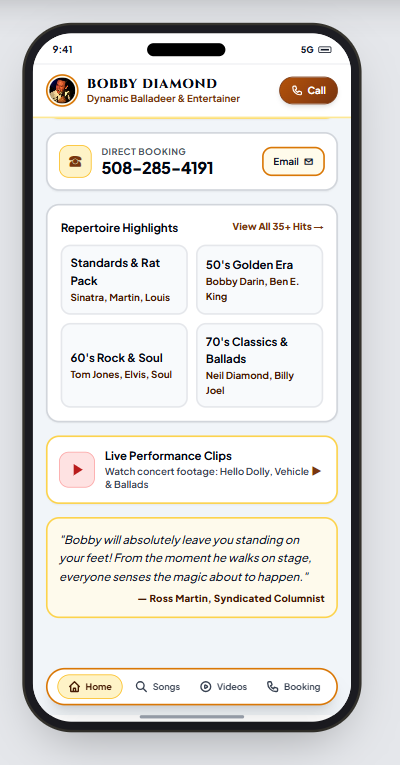 9:41
5G
BOBBY DIAMOND
Dynamic Balladeer & Entertainer
Call
DIRECT BOOKING
508-285-4191
Email
Repertoire Highlights
View All 35+ Hits →
Standards & Rat
Pack
Sinatra, Martin, Louis
50's Golden Era
Bobby Darin, Ben E.
King
60's Rock & Soul
Tom Jones, Elvis, Soul
70's Classics &
Ballads
Neil Diamond, Billy
Joel
Live Performance Clips
Watch concert footage: Hello Dolly, Vehicle
& Ballads
"Bobby will absolutely leave you standing on
your feet! From the moment he walks on stage,
everyone senses the magic about to happen."
— Ross Martin, Syndicated Columnist
Home
Songs
Videos
Booking